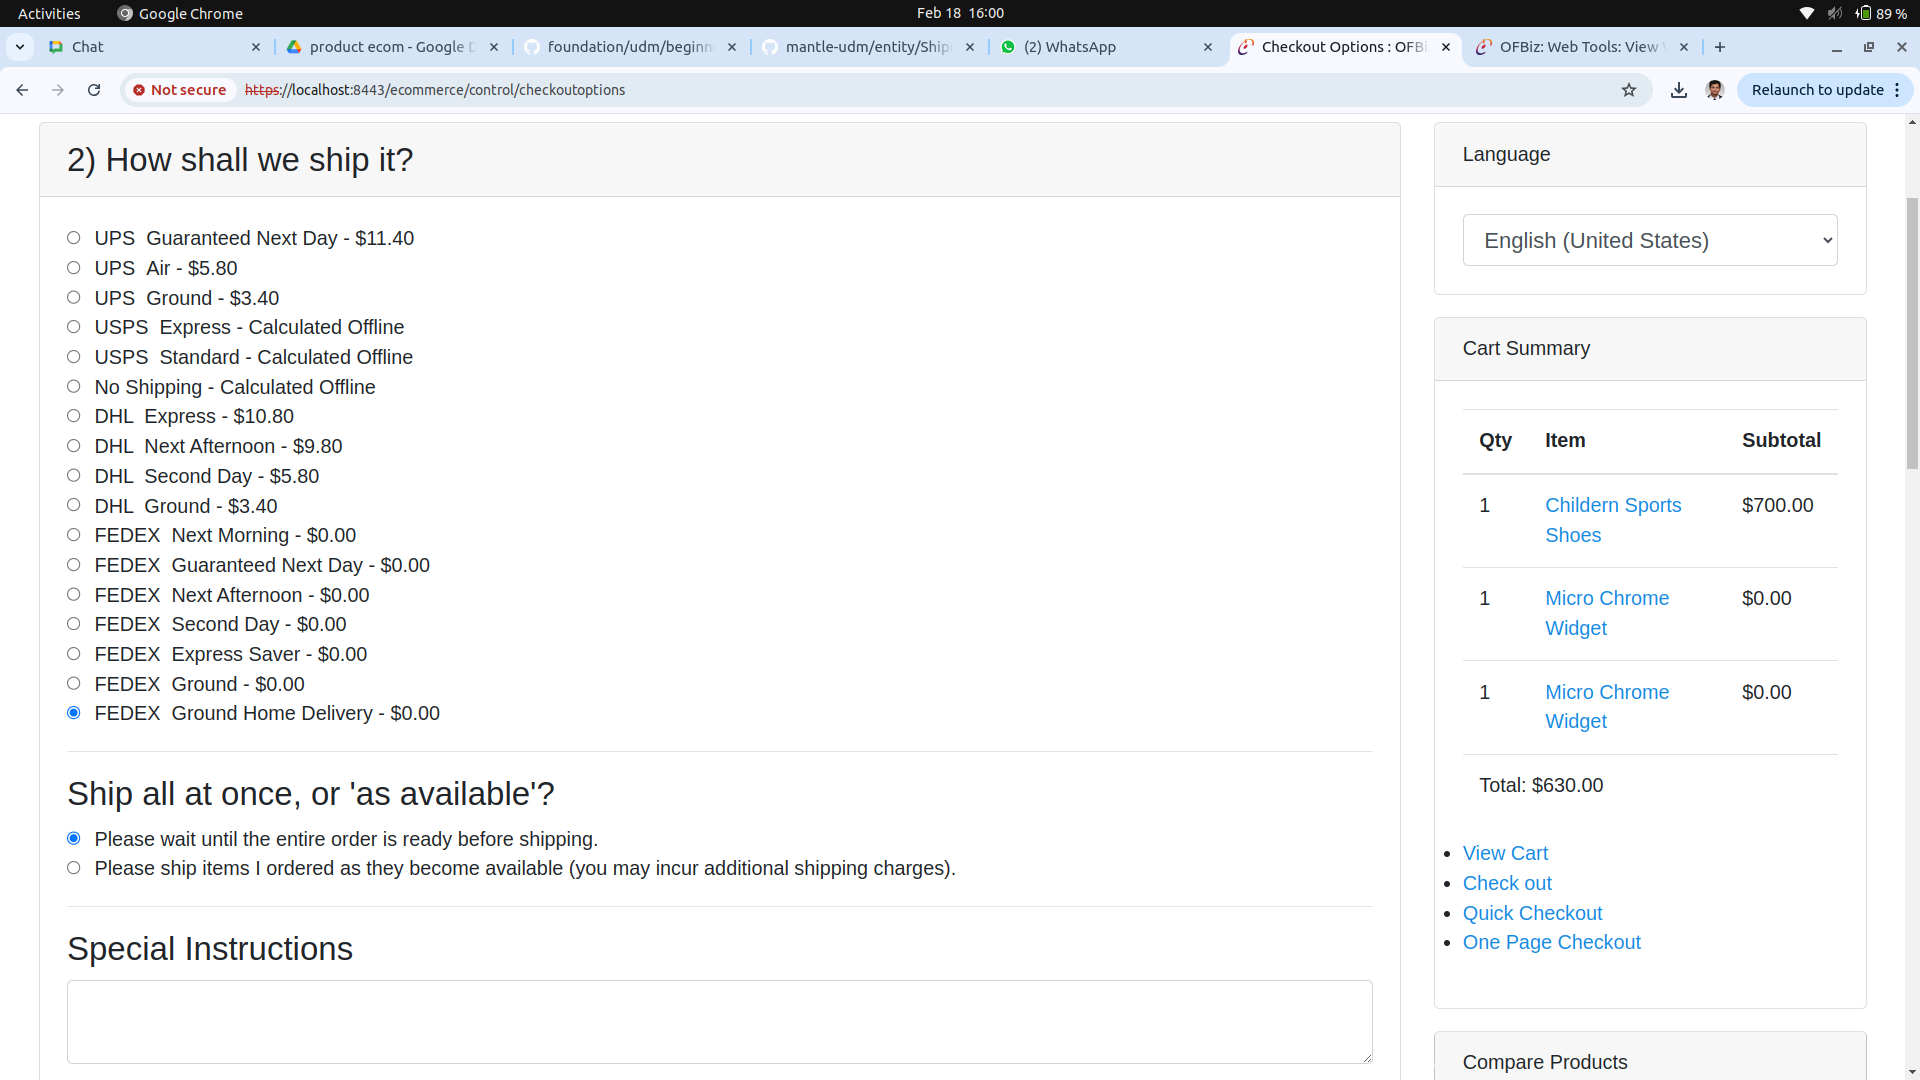 Activities
Google Chrome
Feb 18 16:00
89 %
Chat
product ecom - Google D
foundation/udm/beginn
mantle-udm/entity/Ship
(2) WhatsApp
Checkout Options : OFBi
OFBiz: Web Tools: View
Not secure
https://localhost:8443/ecommerce/control/checkoutoptions
Relaunch to update
2) How shall we ship it?
UPS Guaranteed Next Day - $11.40
UPS Air - $5.80
UPS Ground - $3.40
USPS Express - Calculated Offline
USPS Standard - Calculated Offline
No Shipping - Calculated Offline
DHL Express - $10.80
DHL Next Afternoon - $9.80
DHL Second Day - $5.80
DHL Ground - $3.40
FEDEX Next Morning - $0.00
FEDEX Guaranteed Next Day - $0.00
FEDEX Next Afternoon - $0.00
FEDEX Second Day - $0.00
FEDEX Express Saver - $0.00
FEDEX Ground - $0.00
FEDEX Ground Home Delivery - $0.00
Ship all at once, or 'as available'?
Please wait until the entire order is ready before shipping.
Please ship items I ordered as they become available (you may incur additional shipping charges).
Special Instructions
Language
English (United States)
Cart Summary
Qty Item Subtotal
1 Childern Sports $700.00
Shoes
1 Micro Chrome $0.00
Widget
1 Micro Chrome $0.00
Widget
Total: $630.00
View Cart
Check out
Quick Checkout
One Page Checkout
Compare Products